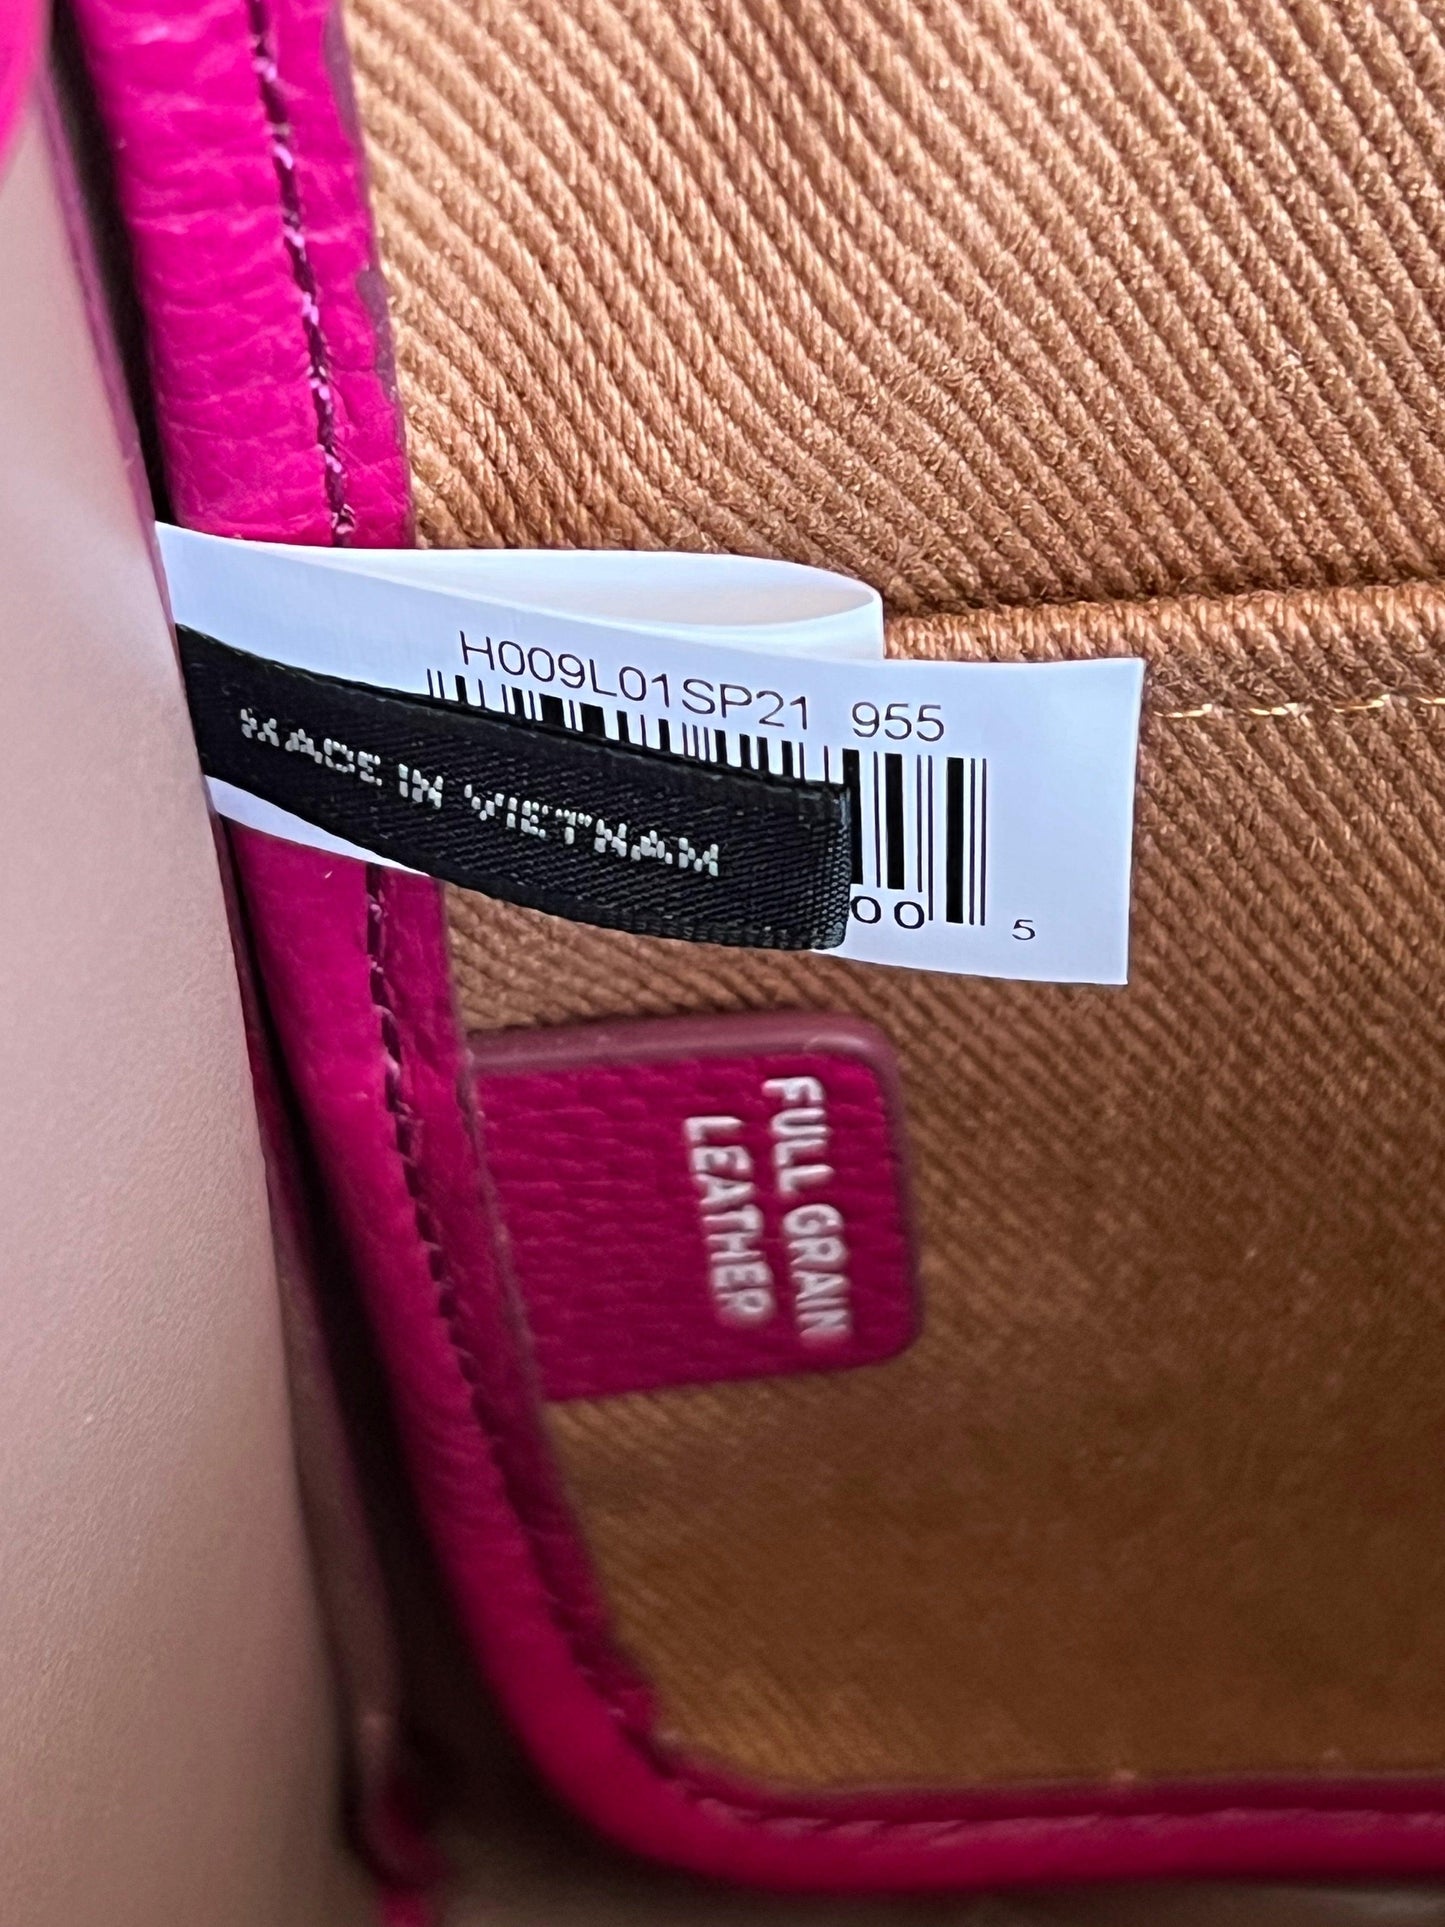 H009L01SP21 955
MADE IN VIETNAM
00 5
FULL GRAIN
LEATHER